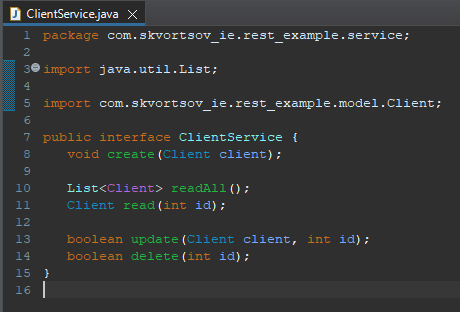 ClientService.java
1 package com.skvortsov_ie.rest_example.service;
2
3 import java.util.List;
4
5 import com.skvortsov_ie.rest_example.model.Client;
6
7 public interface ClientService {
8 void create(Client client);
9
10 List<Client> readAll();
11 Client read(int id);
12
13 boolean update(Client client, int id);
14 boolean delete(int id);
15 }
16